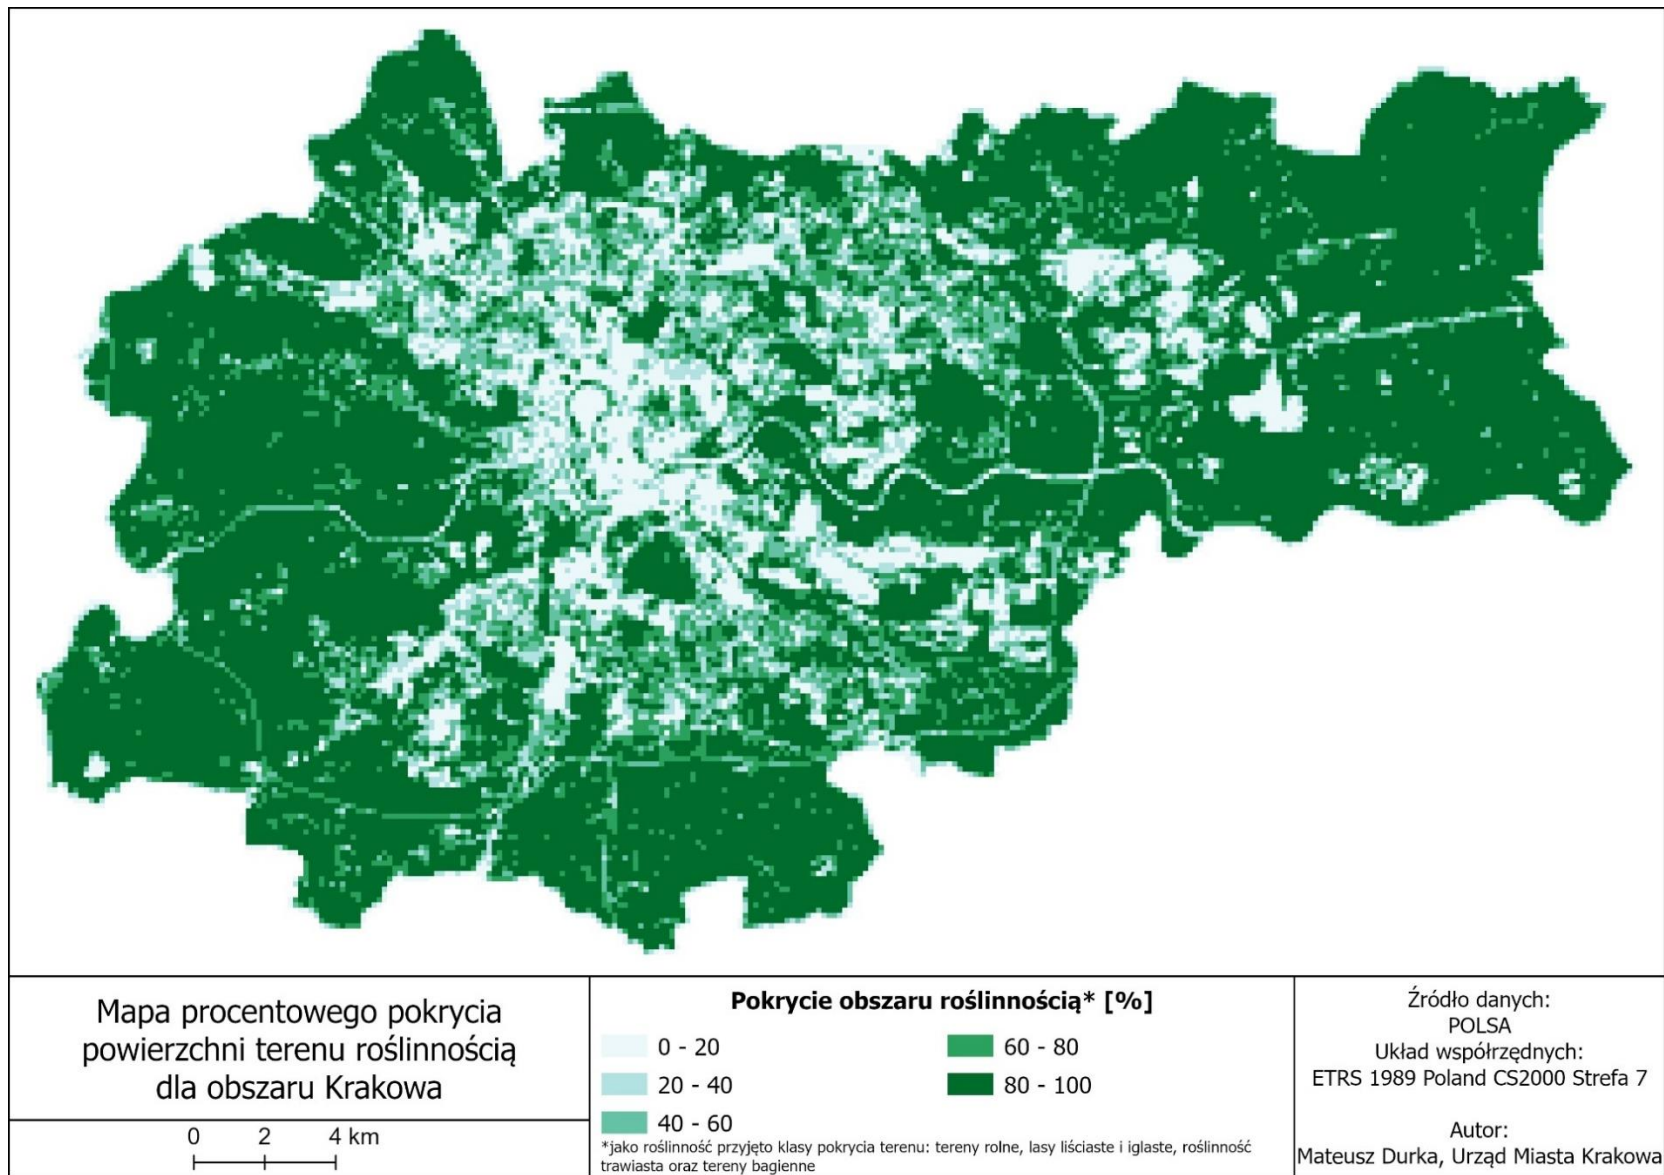 Mapa procentowego pokrycia
powierzchni terenu roślinnością
dla obszaru Krakowa
0 2 4 km
Pokrycie obszaru roślinnością* [%]
0 - 20
20 - 40
40 - 60
60 - 80
80 - 100
*jako roślinność przyjęto klasy pokrycia terenu: tereny rolne, lasy liściaste i iglaste, roślinność
trawiasta oraz tereny bagienne
Źródło danych:
POLSA
Układ współrzędnych:
ETRS 1989 Poland CS2000 Strefa 7
Autor:
Mateusz Durka, Urząd Miasta Krakowa